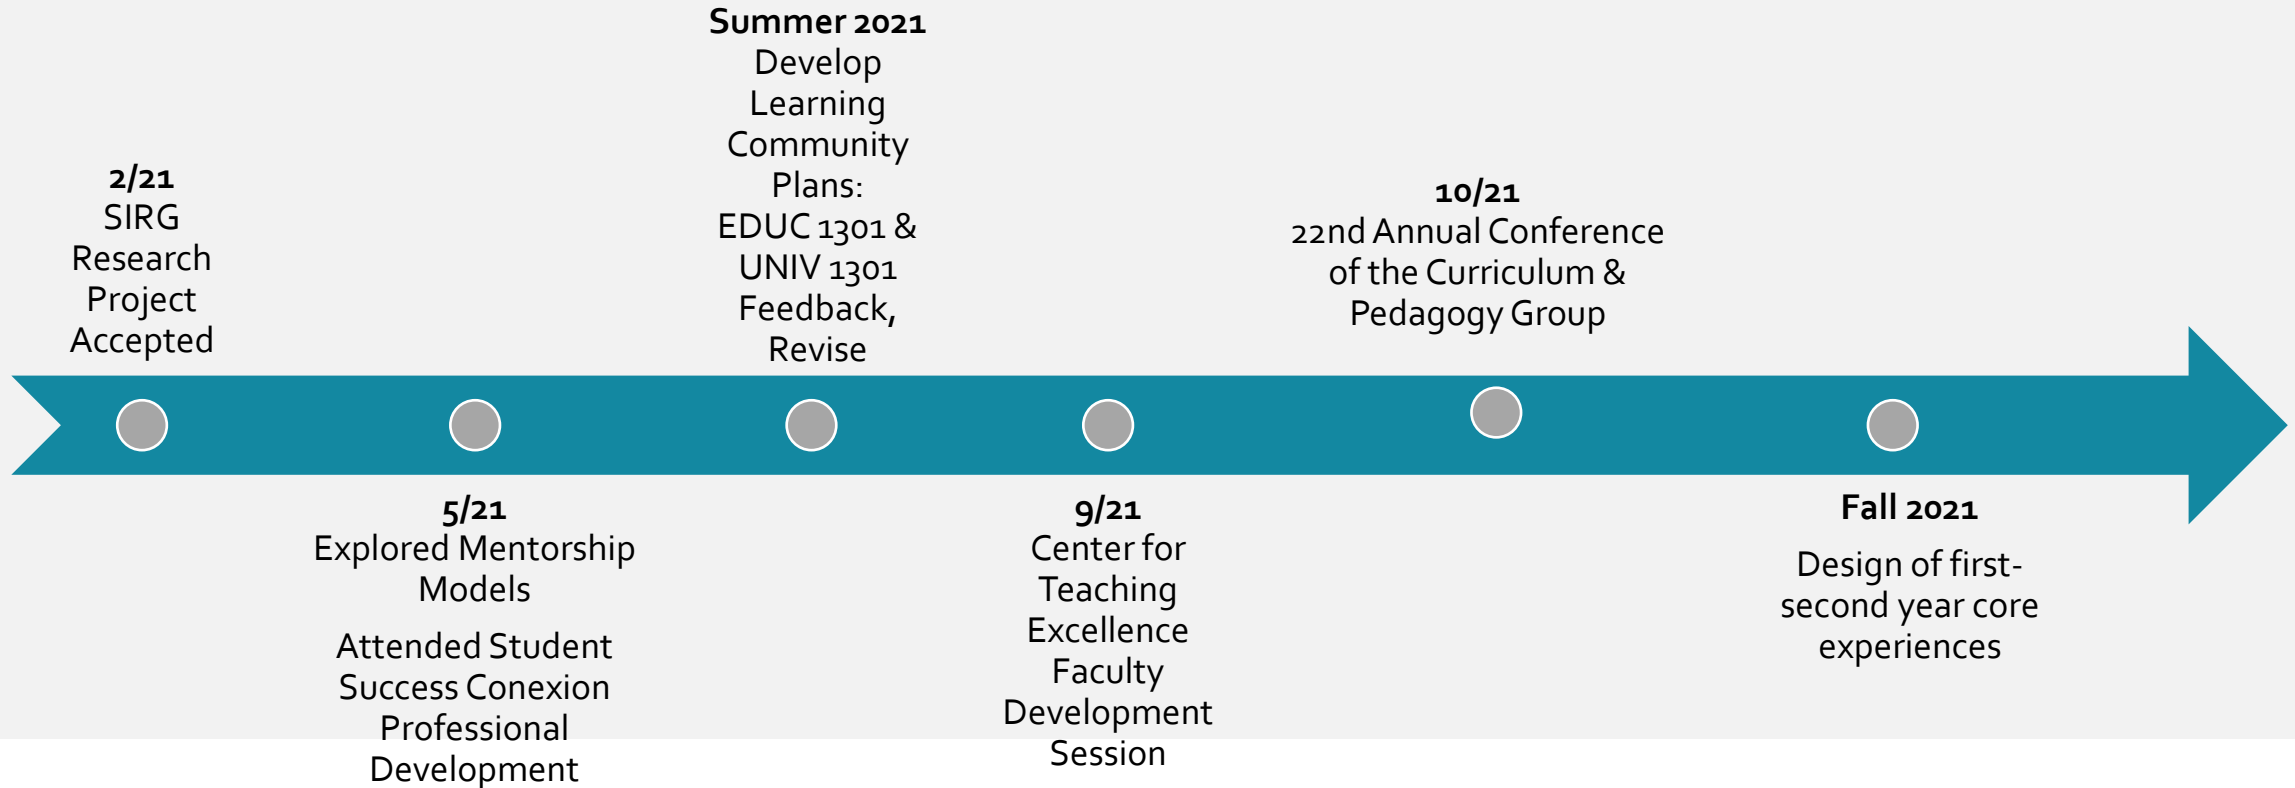 2/21
SIRG
Research
Project
Accepted
5/21
Explored Mentorship
Models
Attended Student
Success Conexion
Professional
Development
Summer 2021
Develop
Learning
Community
Plans:
EDUC 1301 &
UNIV 1301
Feedback,
Revise
9/21
Center for
Teaching
Excellence
Faculty
Development
Session
10/21
22nd Annual Conference
of the Curriculum &
Pedagogy Group
Fall 2021
Design of first-
second year core
experiences